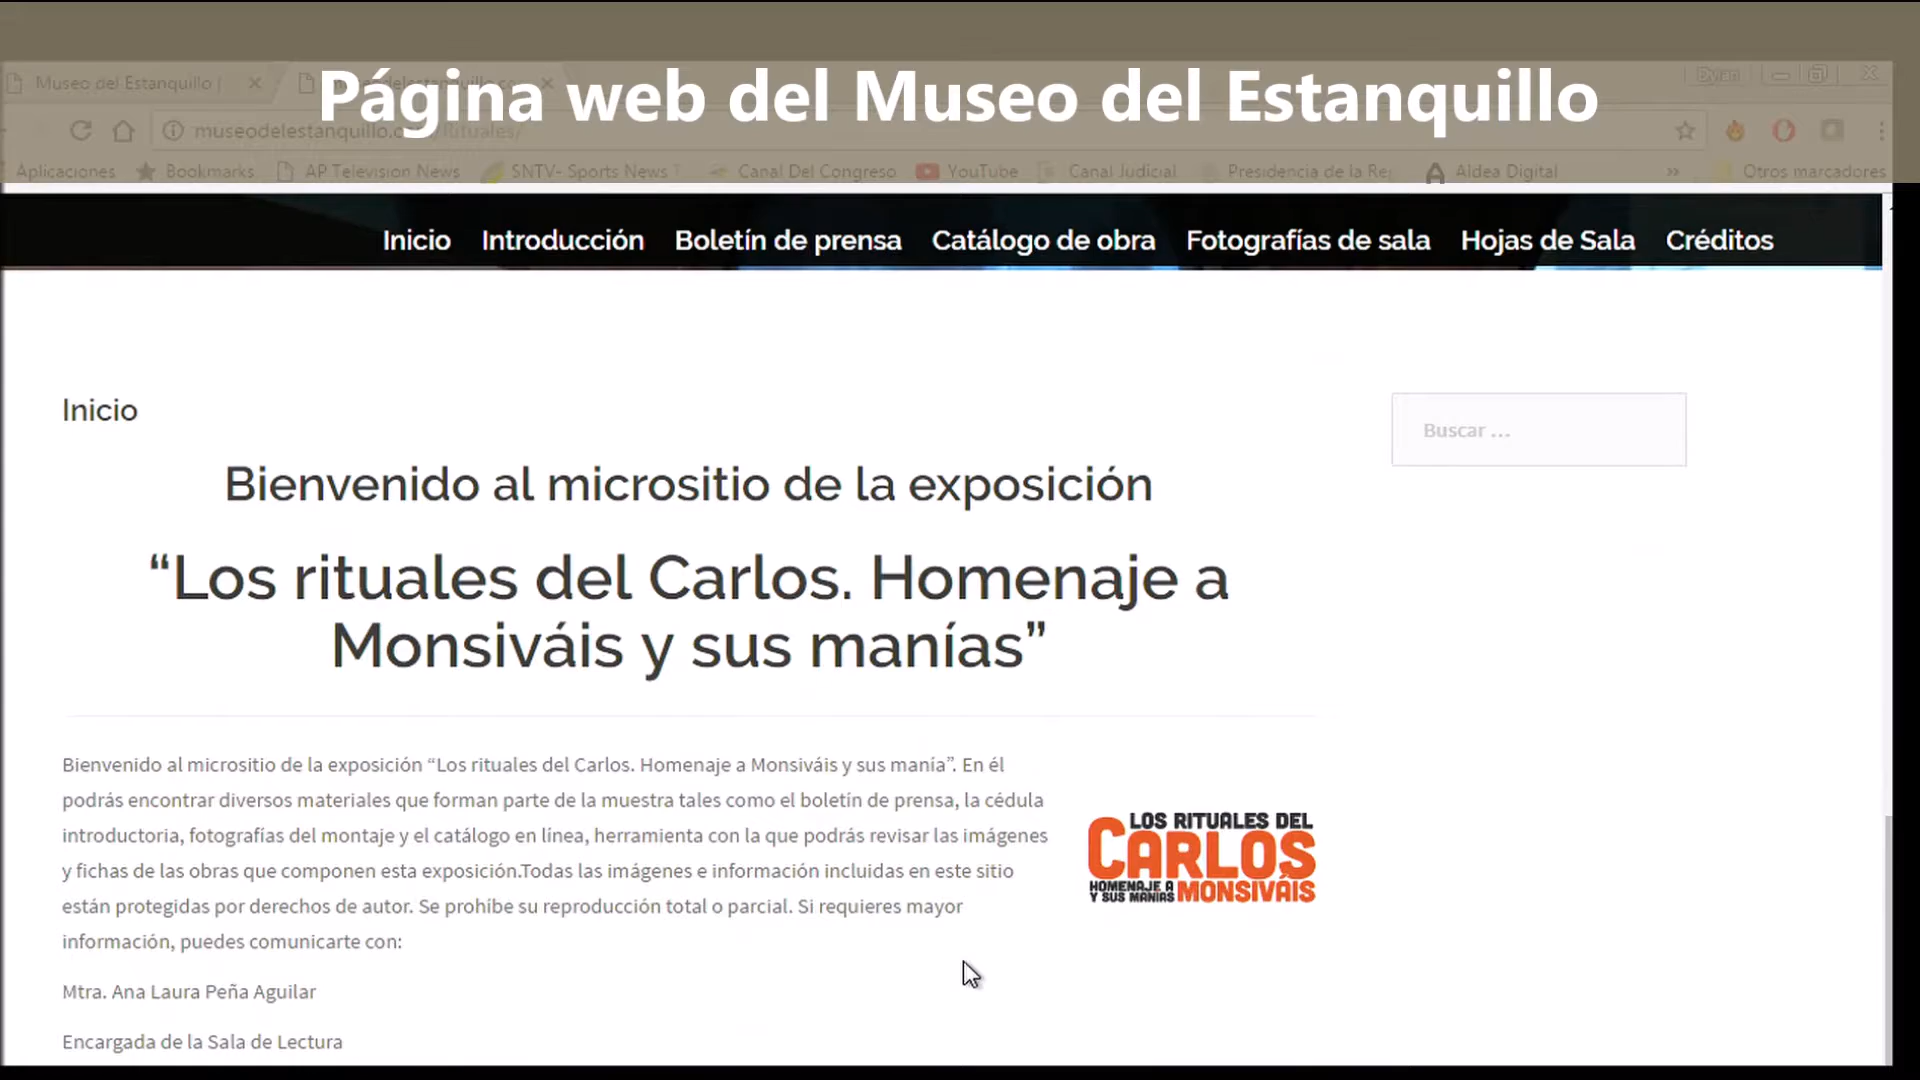 Página web del Museo del Estanquillo
Museo del Estanquillo |
Dylan
museodelestanquillo.co
rituales/
Aplicaciones Bookmarks AP Television News SNTV- Sports News T Canal Del Congreso YouTube Canal Judicial Presidencia de la Re Aldea Digital » Otros marcadores
Inicio Introducción Boletín de prensa Catálogo de obra Fotografías de sala Hojas de Sala Créditos
Inicio
Buscar ...
Bienvenido al micrositio de la exposición
“Los rituales del Carlos. Homenaje a
Monsiváis y sus manías”
Bienvenido al micrositio de la exposición “Los rituales del Carlos. Homenaje a Monsiváis y sus manía”. En él
podrás encontrar diversos materiales que forman parte de la muestra tales como el boletín de prensa, la cédula
introductoria, fotografías del montaje y el catálogo en línea, herramienta con la que podrás revisar las imágenes
y fichas de las obras que componen esta exposición.Todas las imágenes e información incluidas en este sitio
están protegidas por derechos de autor. Se prohíbe su reproducción total o parcial. Si requieres mayor
información, puedes comunicarte con:
LOS RITUALES DEL
CARLOS
HOMENAJE A
Y SUS MANÍAS MONSIVÁIS
Mtra. Ana Laura Peña Aguilar
Encargada de la Sala de Lectura